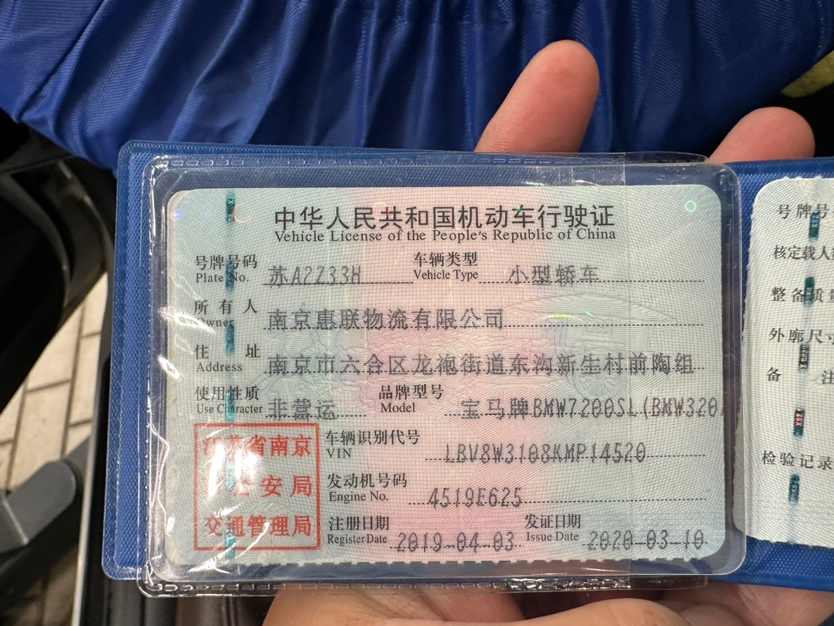 中华人民共和国机动车行驶证
Vehicle License of the People's Republic of China
号牌号码 苏A2Z33H 车辆类型 小型轿车
Plate No. Vehicle Type
所有人 南京惠联物流有限公司
Owner
住址 南京市六合区龙袍街道东沟新生村前陶组
Address
使用性质 非营运 品牌型号 宝马牌BMW7200SL(BMW320
Use Character Model
江苏省南京
公安局
交通管理局
车辆识别代号 LBV8W3108KMP14520
VIN
发动机号码 4519E625
Engine No.
注册日期 2019-04-03 发证日期 2020-03-10
Register Date Issue Date
号牌号
核定载人
整备质量
外廓尺寸
备 注
检验记录